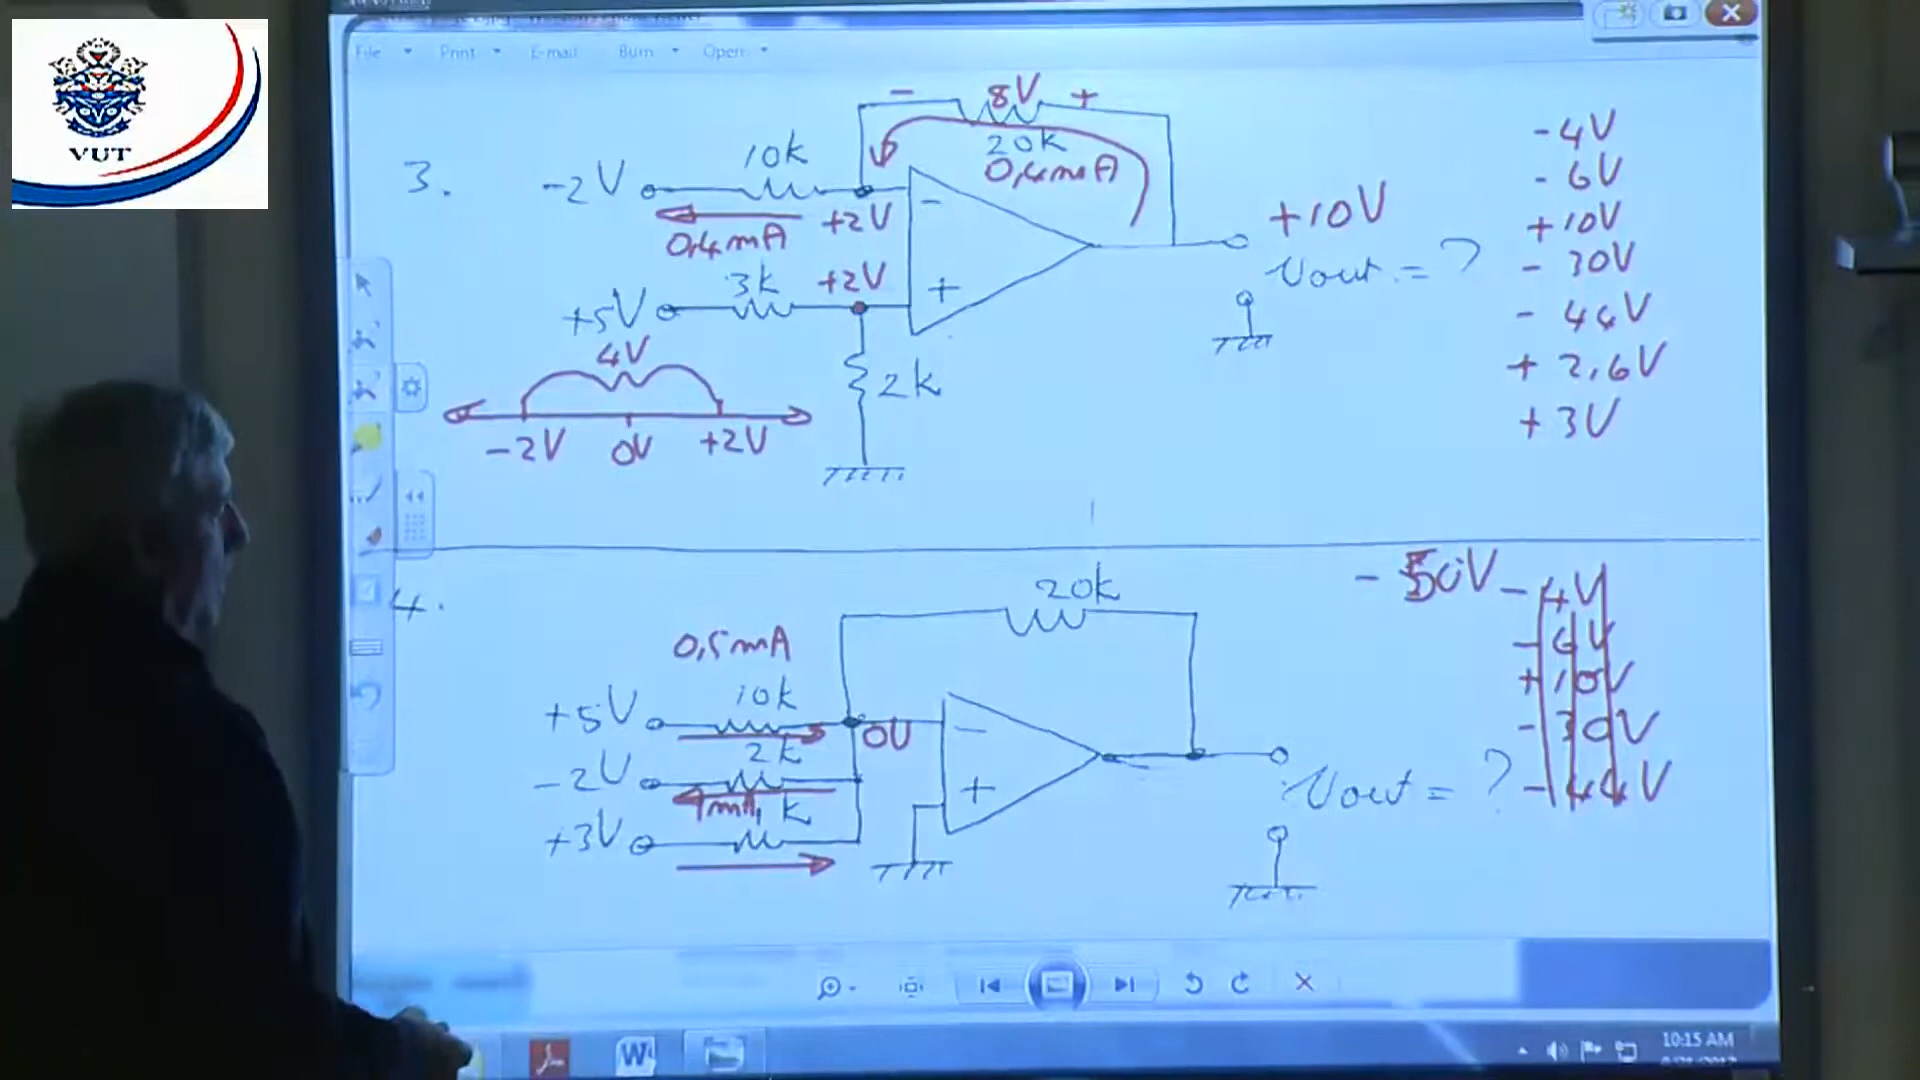 VUT
File Print E-mail Burn Open
3.
- 8V +
20k
0,4mA
10k
-2V
-
+2V
0,4mA
3k
+2V
+
+5V
2k
4V
-2V 0V +2V
+10V
Vout = ?
-4V
-6V
+10V
-30V
-44V
+2,6V
+3V
4.
20k
0,5mA
10k
+5V
0V
-
2k
-2V
1mA
k
+3V
+
-50V
-4V
-6V
+10V
-30V
-44V
Vout = ?
W
10:15 AM